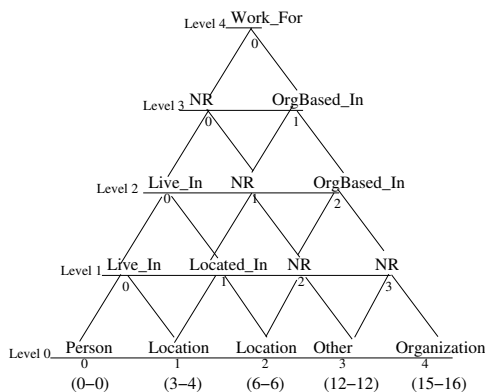 Level 4 Work_For
0
Level 3 NR OrgBased_In
0 1
Level 2 Live_In NR OrgBased_In
0 1 2
Level 1 Live_In Located_In NR NR
0 1 2 3
Level 0 Person Location Location Other Organization
0 1 2 3 4
(0–0) (3–4) (6–6) (12–12) (15–16)